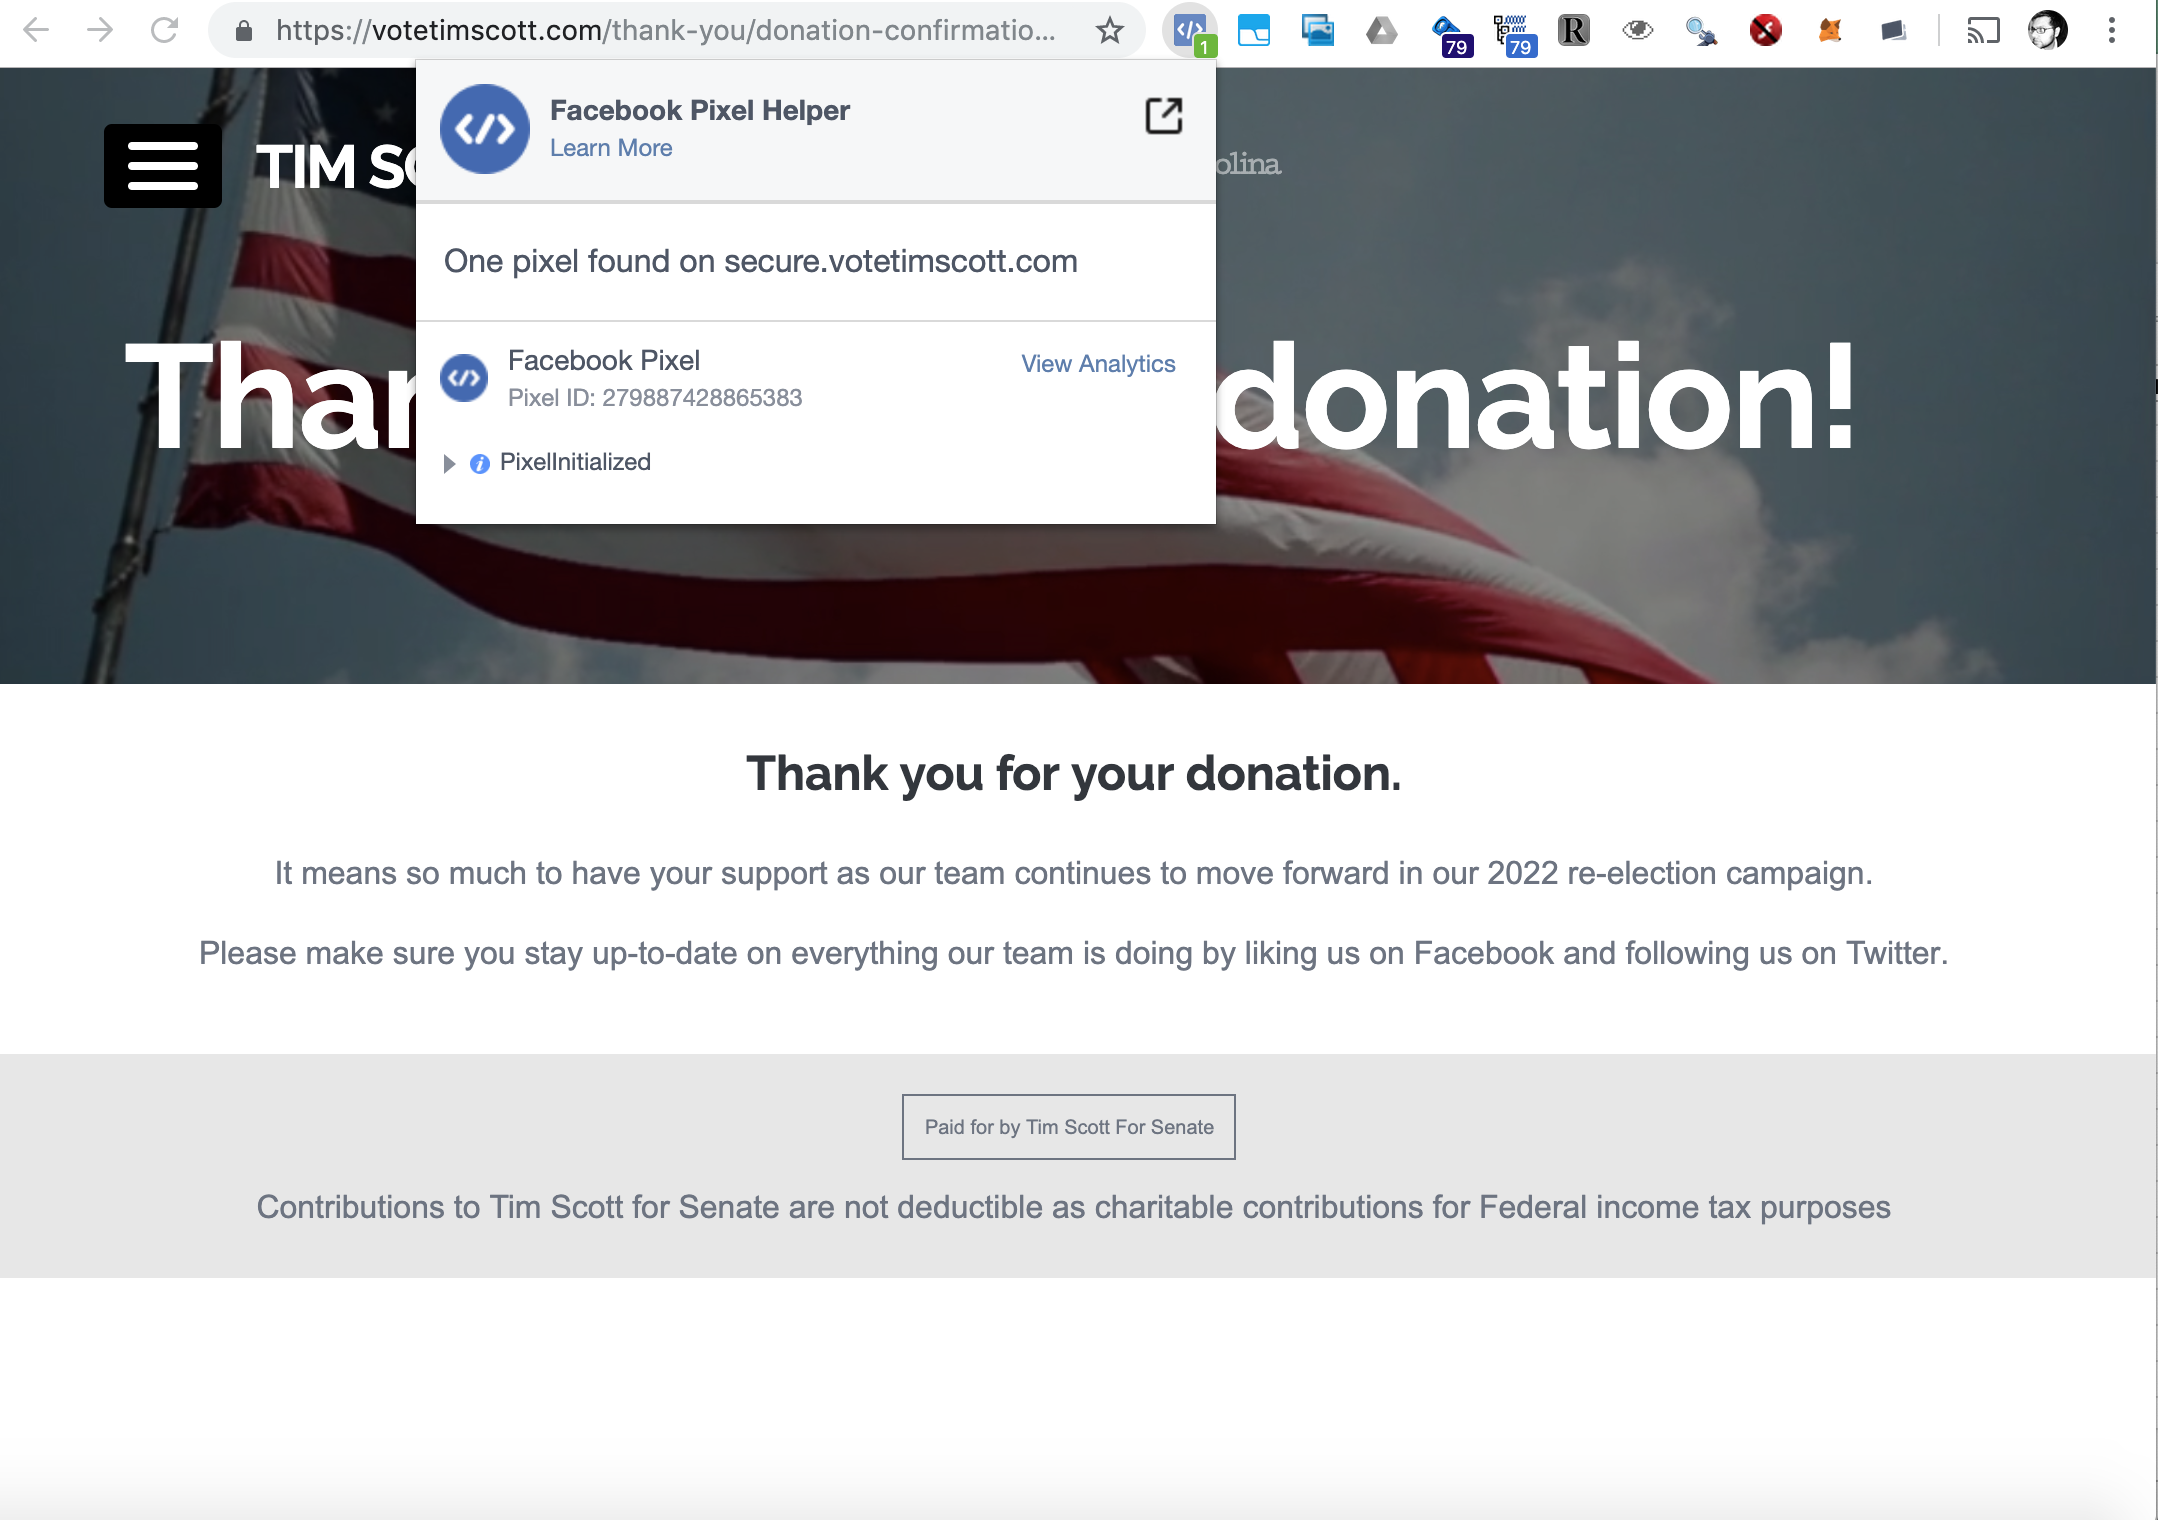 https://votetimscott.com/thank-you/donation-confirmatio...
1
79
79
R
Facebook Pixel Helper
Learn More
TIM SC
olina
One pixel found on secure.votetimscott.com
Facebook Pixel
View Analytics
Pixel ID: 279887428865383
PixelInitialized
Than
donation!
Thank you for your donation.
It means so much to have your support as our team continues to move forward in our 2022 re-election campaign.
Please make sure you stay up-to-date on everything our team is doing by liking us on Facebook and following us on Twitter.
Paid for by Tim Scott For Senate
Contributions to Tim Scott for Senate are not deductible as charitable contributions for Federal income tax purposes